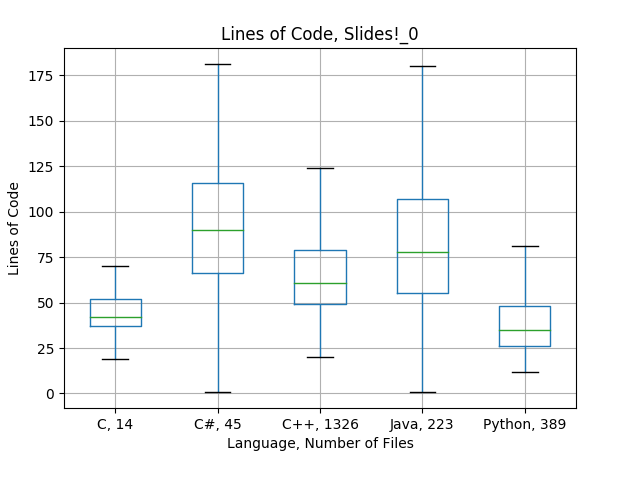 Lines of Code, Slides!_0
175
150
125
100
75
50
25
0
Lines of Code
C, 14
C#, 45
C++, 1326
Java, 223
Python, 389
Language, Number of Files